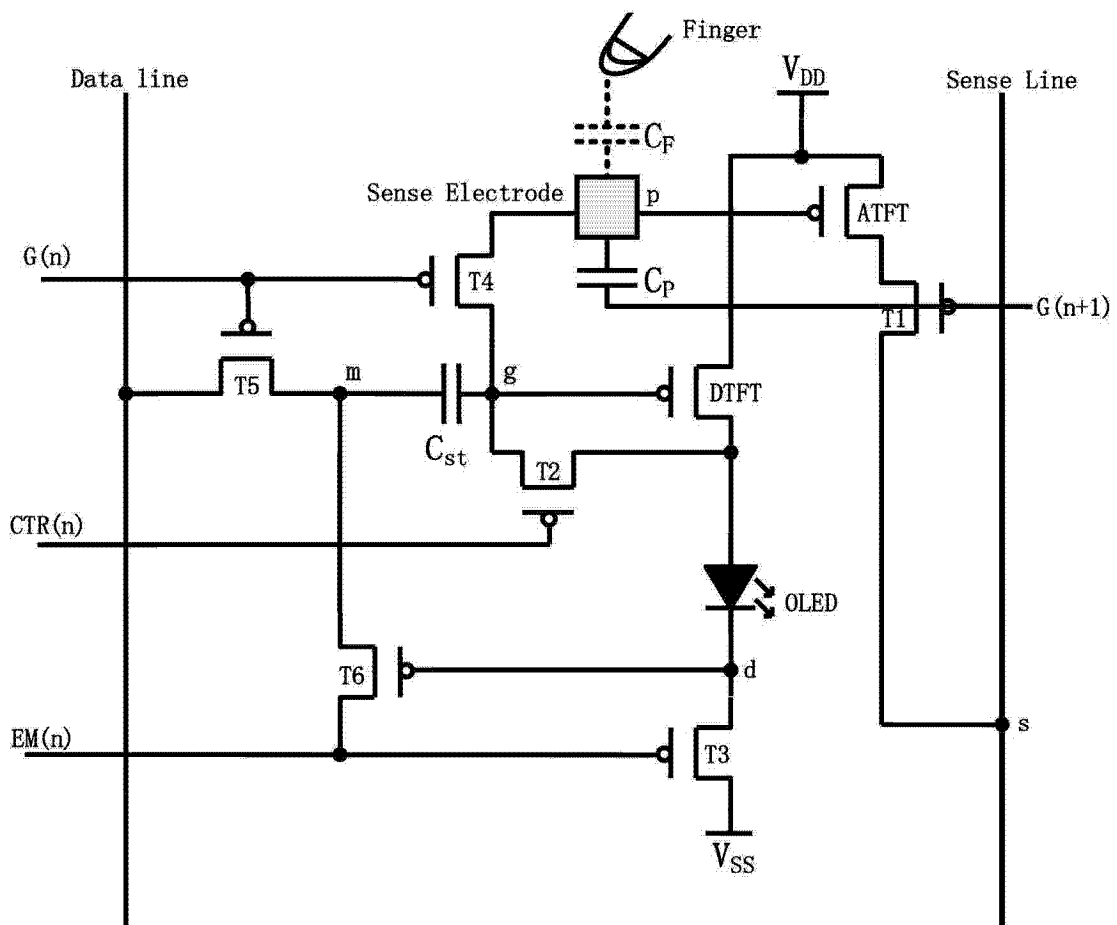 Finger
Data line
V_DD
Sense Line
C_F
Sense Electrode
p
ATFT
G(n)
T4
C_P
T1
G(n+1)
T5
m
g
DTFT
C_st
T2
CTR(n)
OLED
T6
d
EM(n)
T3
s
V_SS